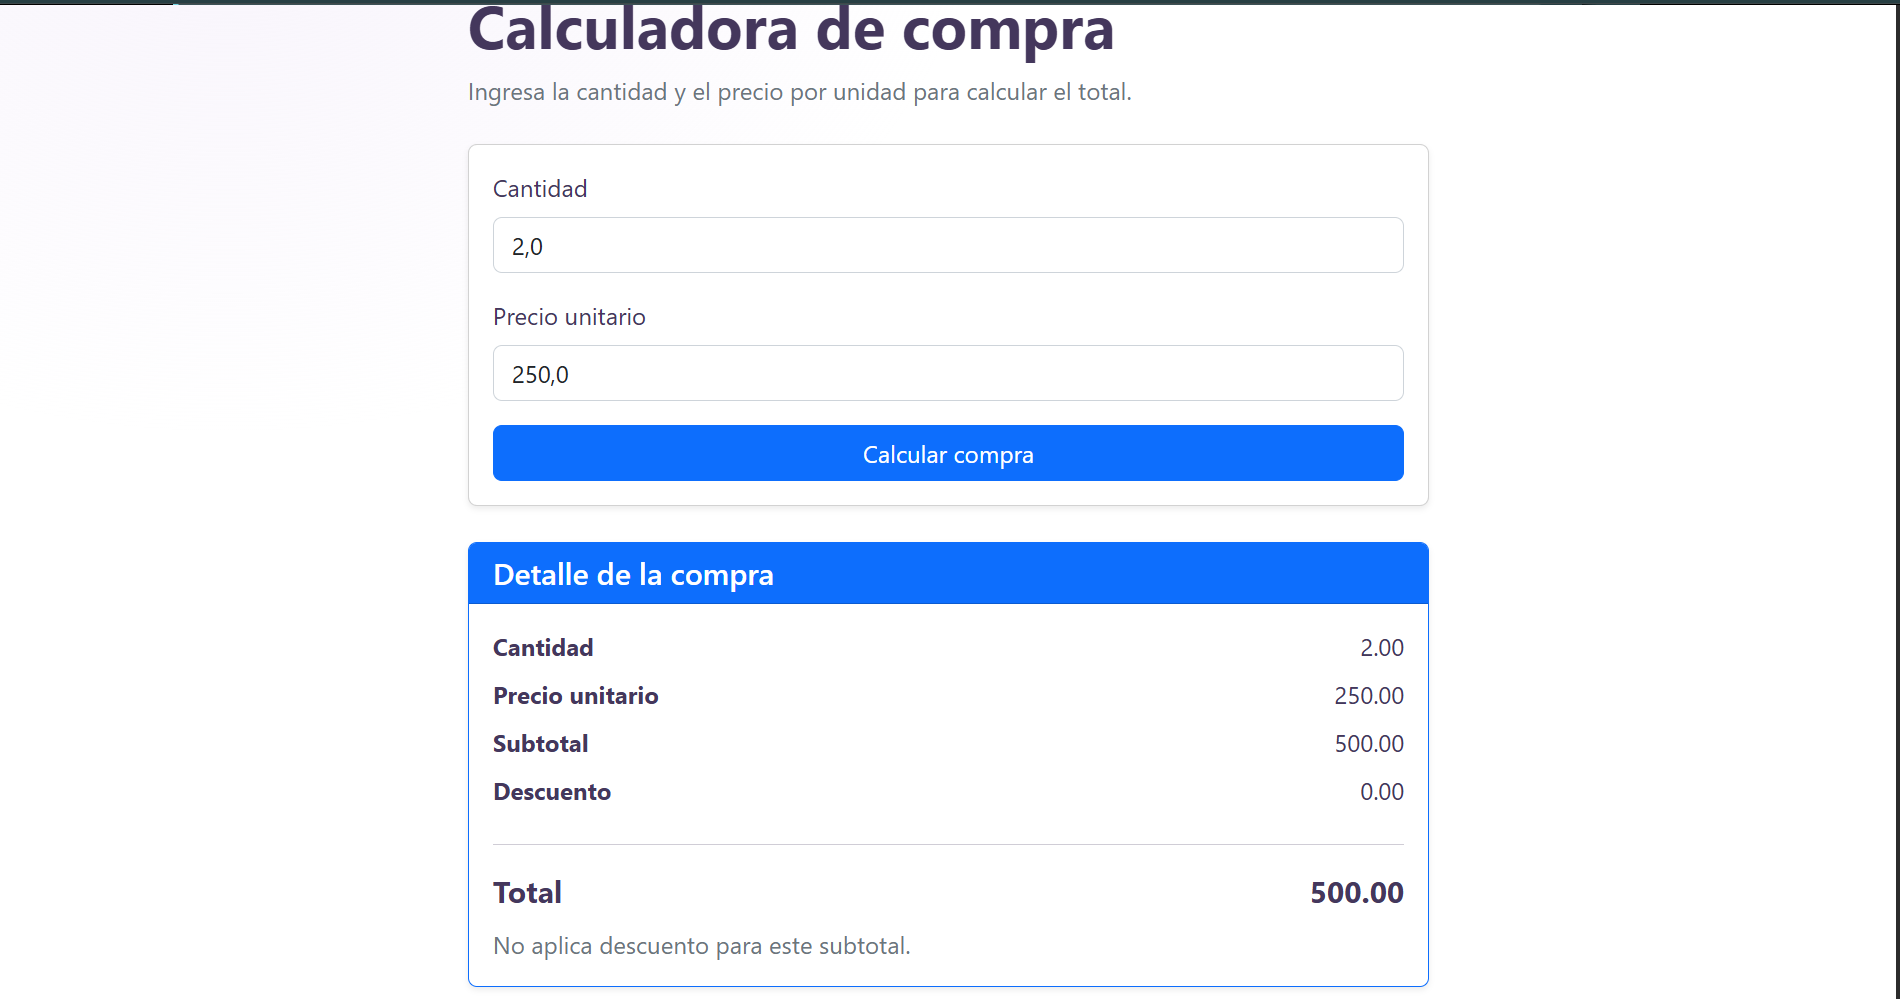 Calculadora de compra
Ingresa la cantidad y el precio por unidad para calcular el total.
Cantidad
2,0
Precio unitario
250,0
Calcular compra
Detalle de la compra
Cantidad 2.00
Precio unitario 250.00
Subtotal 500.00
Descuento 0.00
Total 500.00
No aplica descuento para este subtotal.